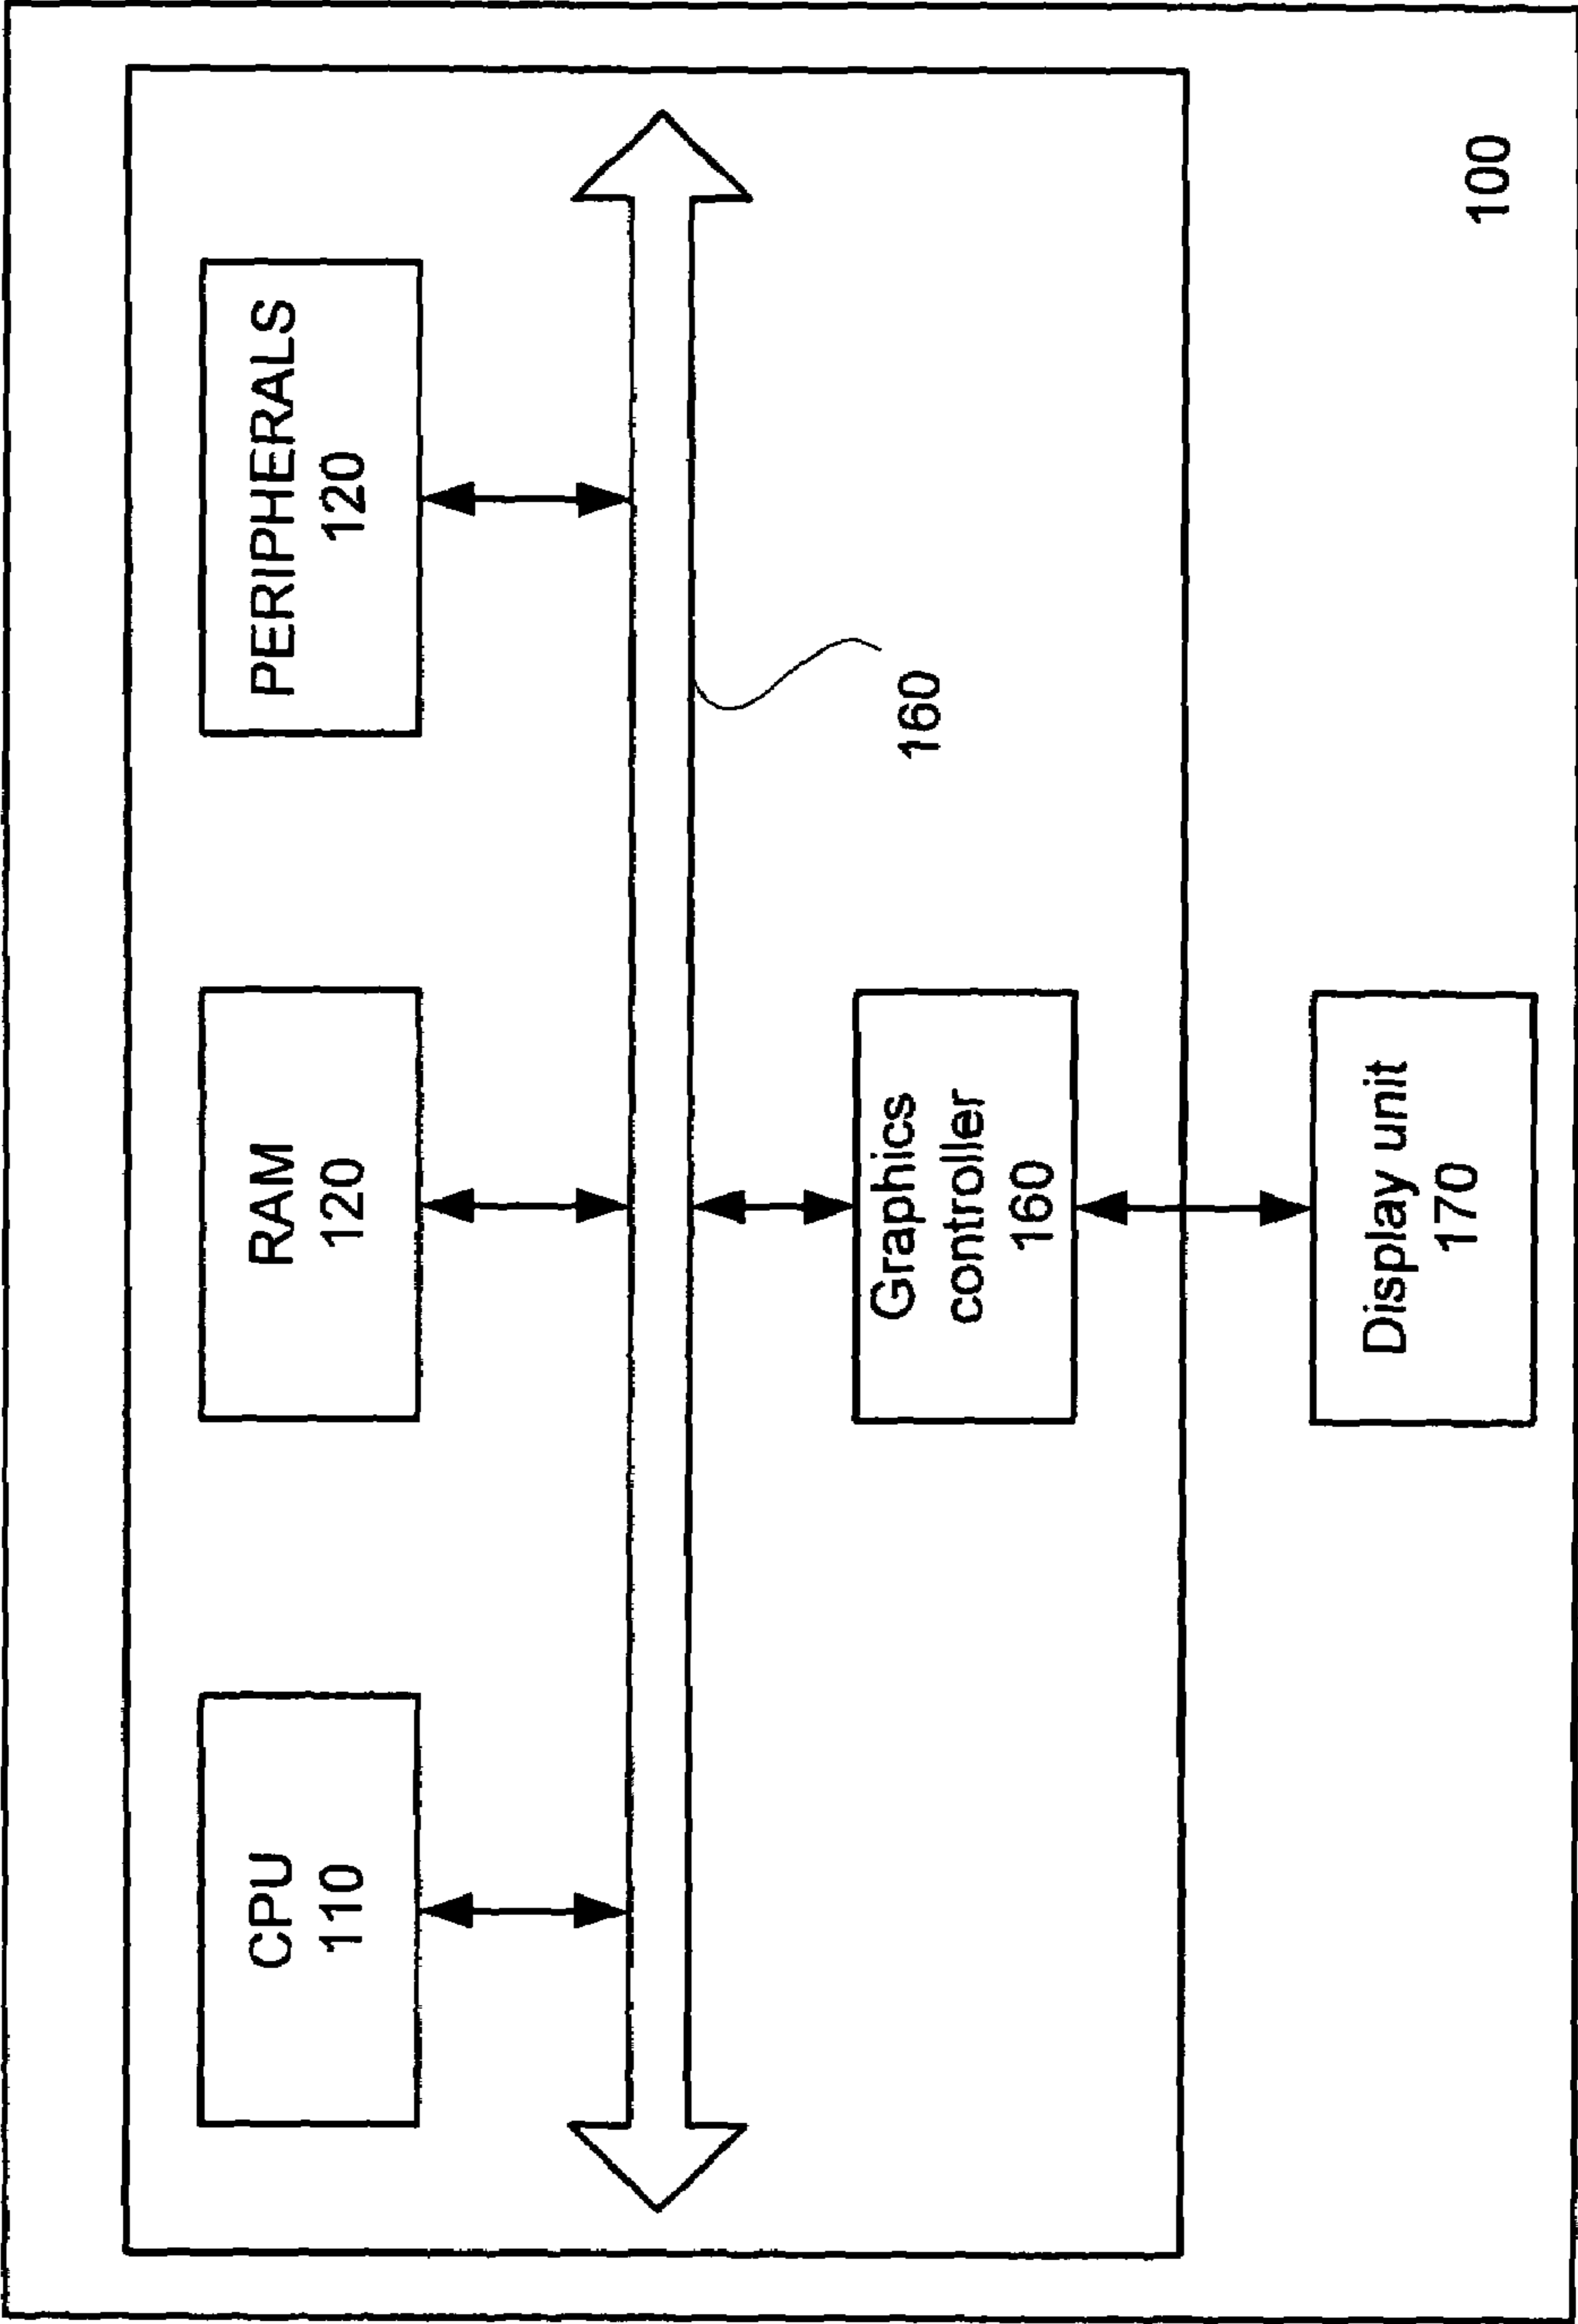 CPU
110
RAM
120
PERIPHERALS
120
160
Graphics
controller
160
Display unit
170
100